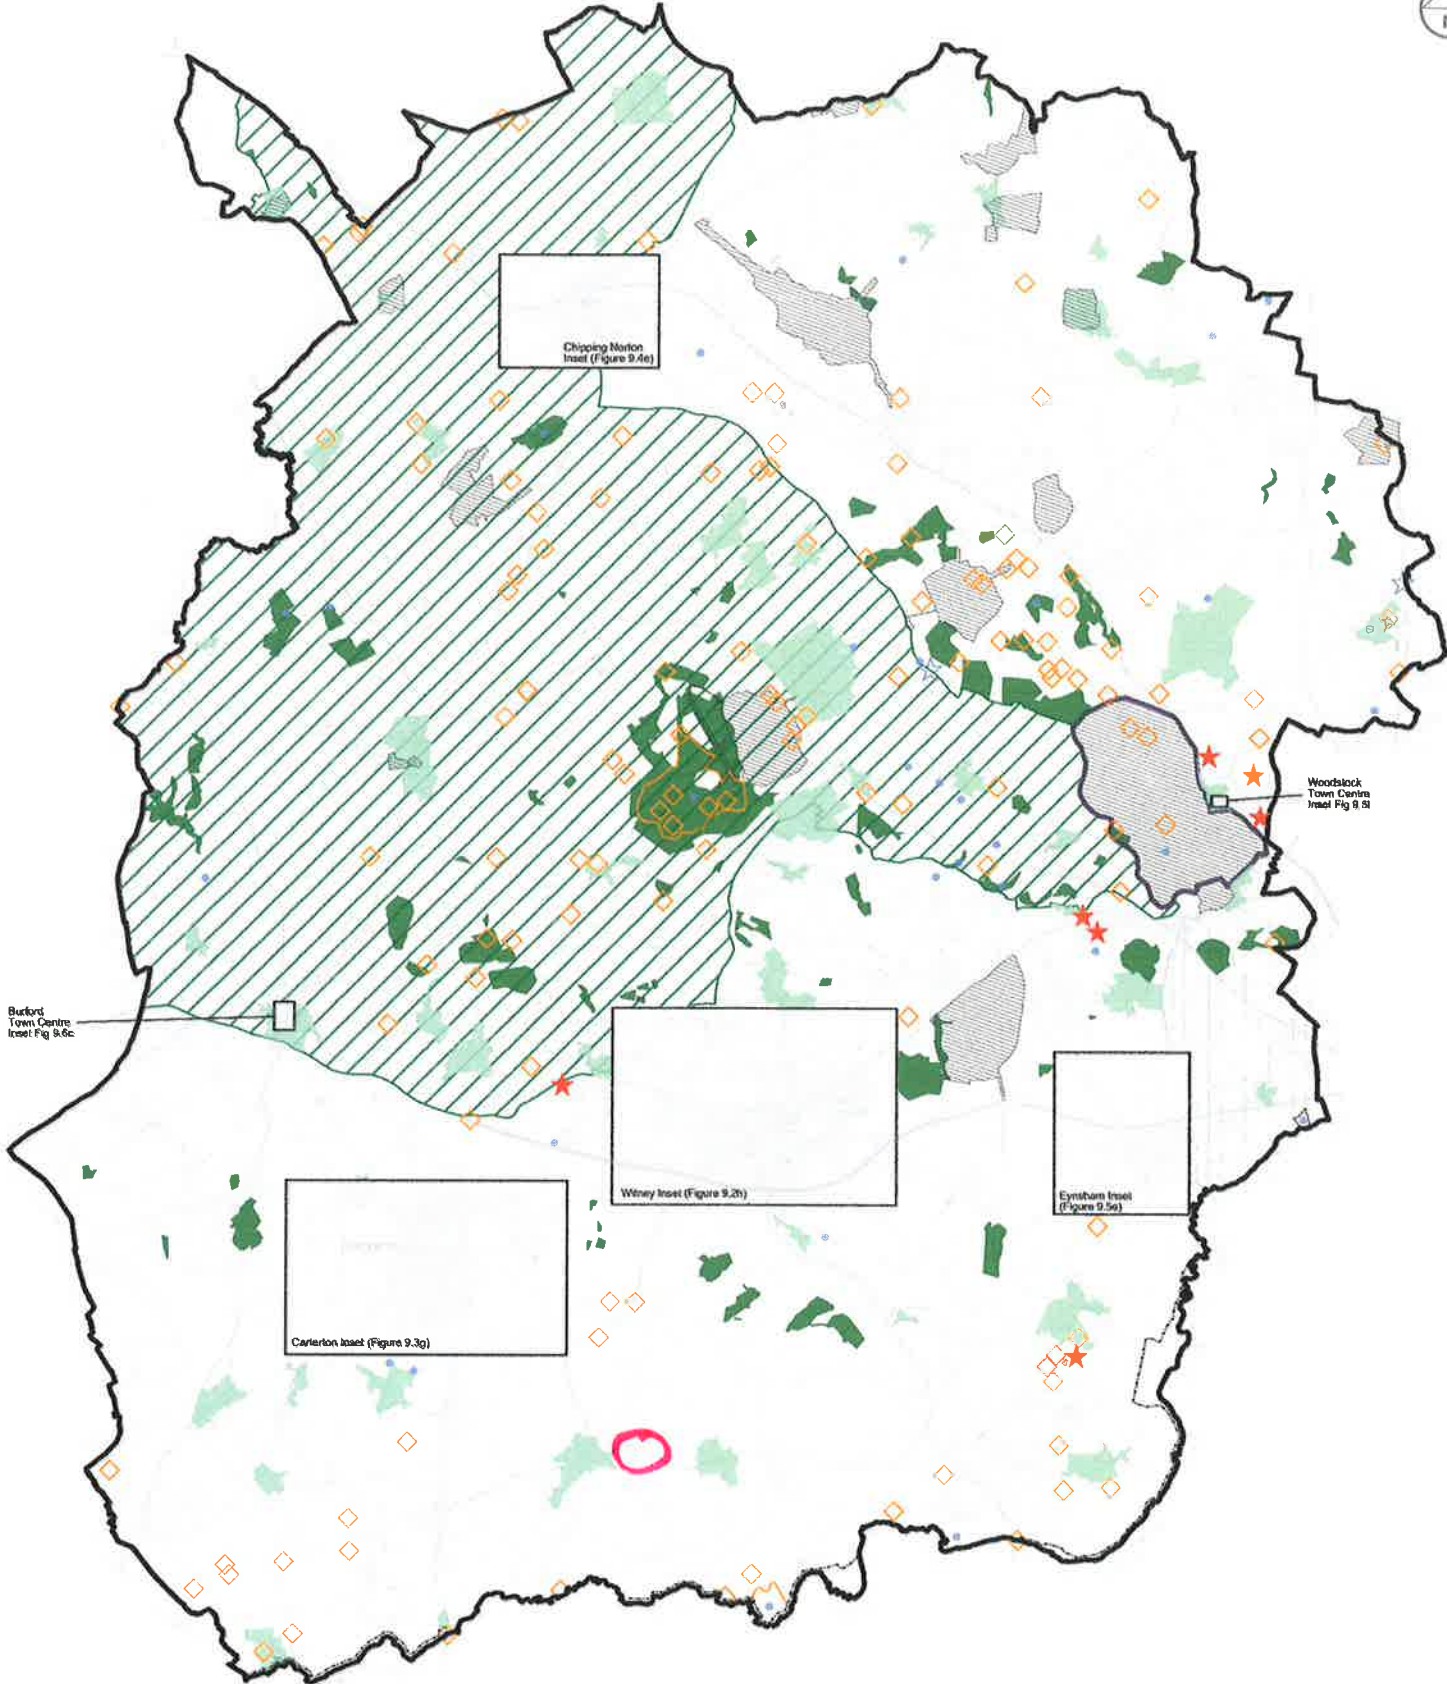 Chipping Norton
Inset (Figure 9.4e)
Woodstock
Town Centre
Inset Fig 9.5l
Burford
Town Centre
Inset Fig 9.6c
Witney Inset (Figure 9.2h)
Eynsham Inset
(Figure 9.5e)
Carterton Inset (Figure 9.3g)